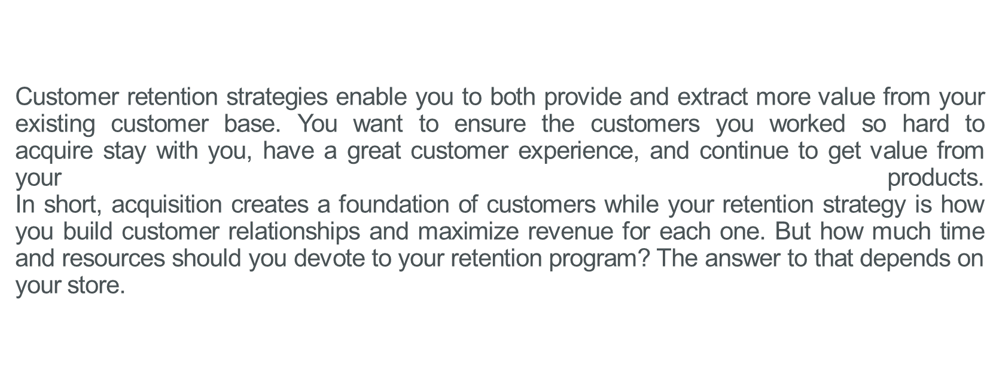 Customer retention strategies enable you to both provide and extract more value from your
existing customer base. You want to ensure the customers you worked so hard to
acquire stay with you, have a great customer experience, and continue to get value from
your products.
In short, acquisition creates a foundation of customers while your retention strategy is how
you build customer relationships and maximize revenue for each one. But how much time
and resources should you devote to your retention program? The answer to that depends on
your store.